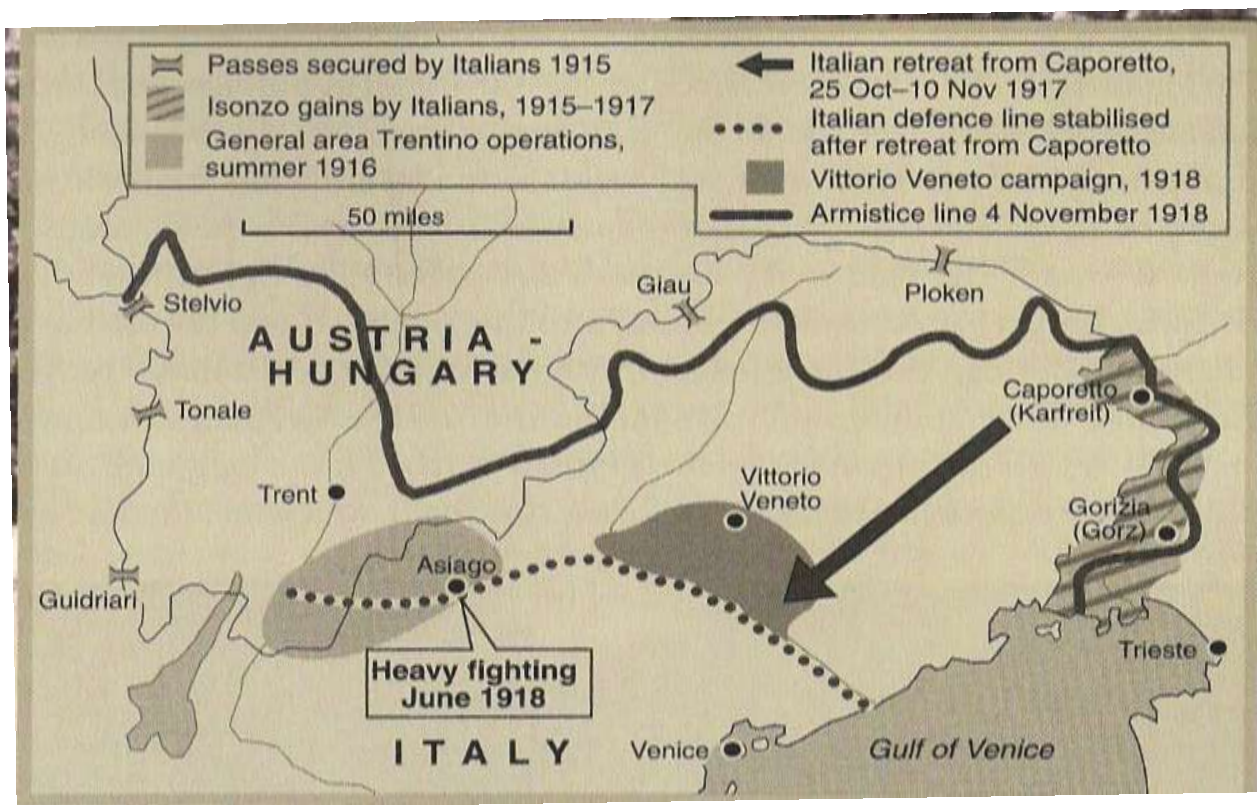 Passes secured by Italians 1915
Isonzo gains by Italians, 1915–1917
General area Trentino operations,
summer 1916
Italian retreat from Caporetto,
25 Oct–10 Nov 1917
Italian defence line stabilised
after retreat from Caporetto
Vittorio Veneto campaign, 1918
Armistice line 4 November 1918
50 miles
Giau
Ploken
Stelvio
AUSTRIA -
HUNGARY
Tonale
Caporetto
(Karfreit)
Trent
Vittorio
Veneto
Gorizia
(Gorz)
Asiago
Guidriari
Heavy fighting
June 1918
Trieste
ITALY
Venice
Gulf of Venice